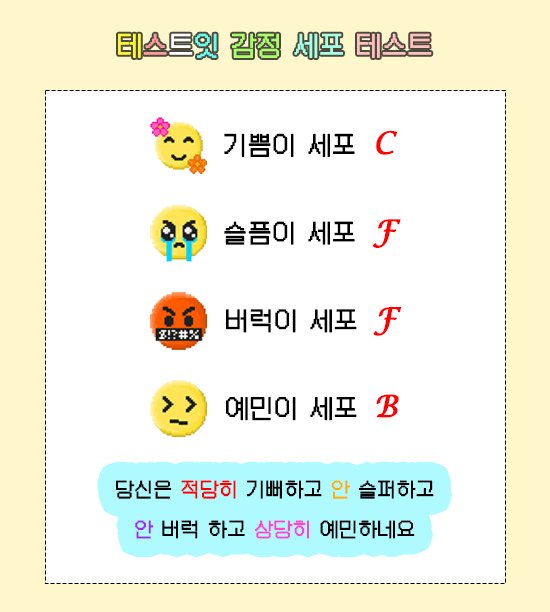 테스트잇 감정 세포 테스트
기쁨이 세포 C
슬픔이 세포 F
버럭이 세포 F
$!?#%
예민이 세포 B
당신은 적당히 기뻐하고 안 슬퍼하고
안 버럭 하고 상당히 예민하네요